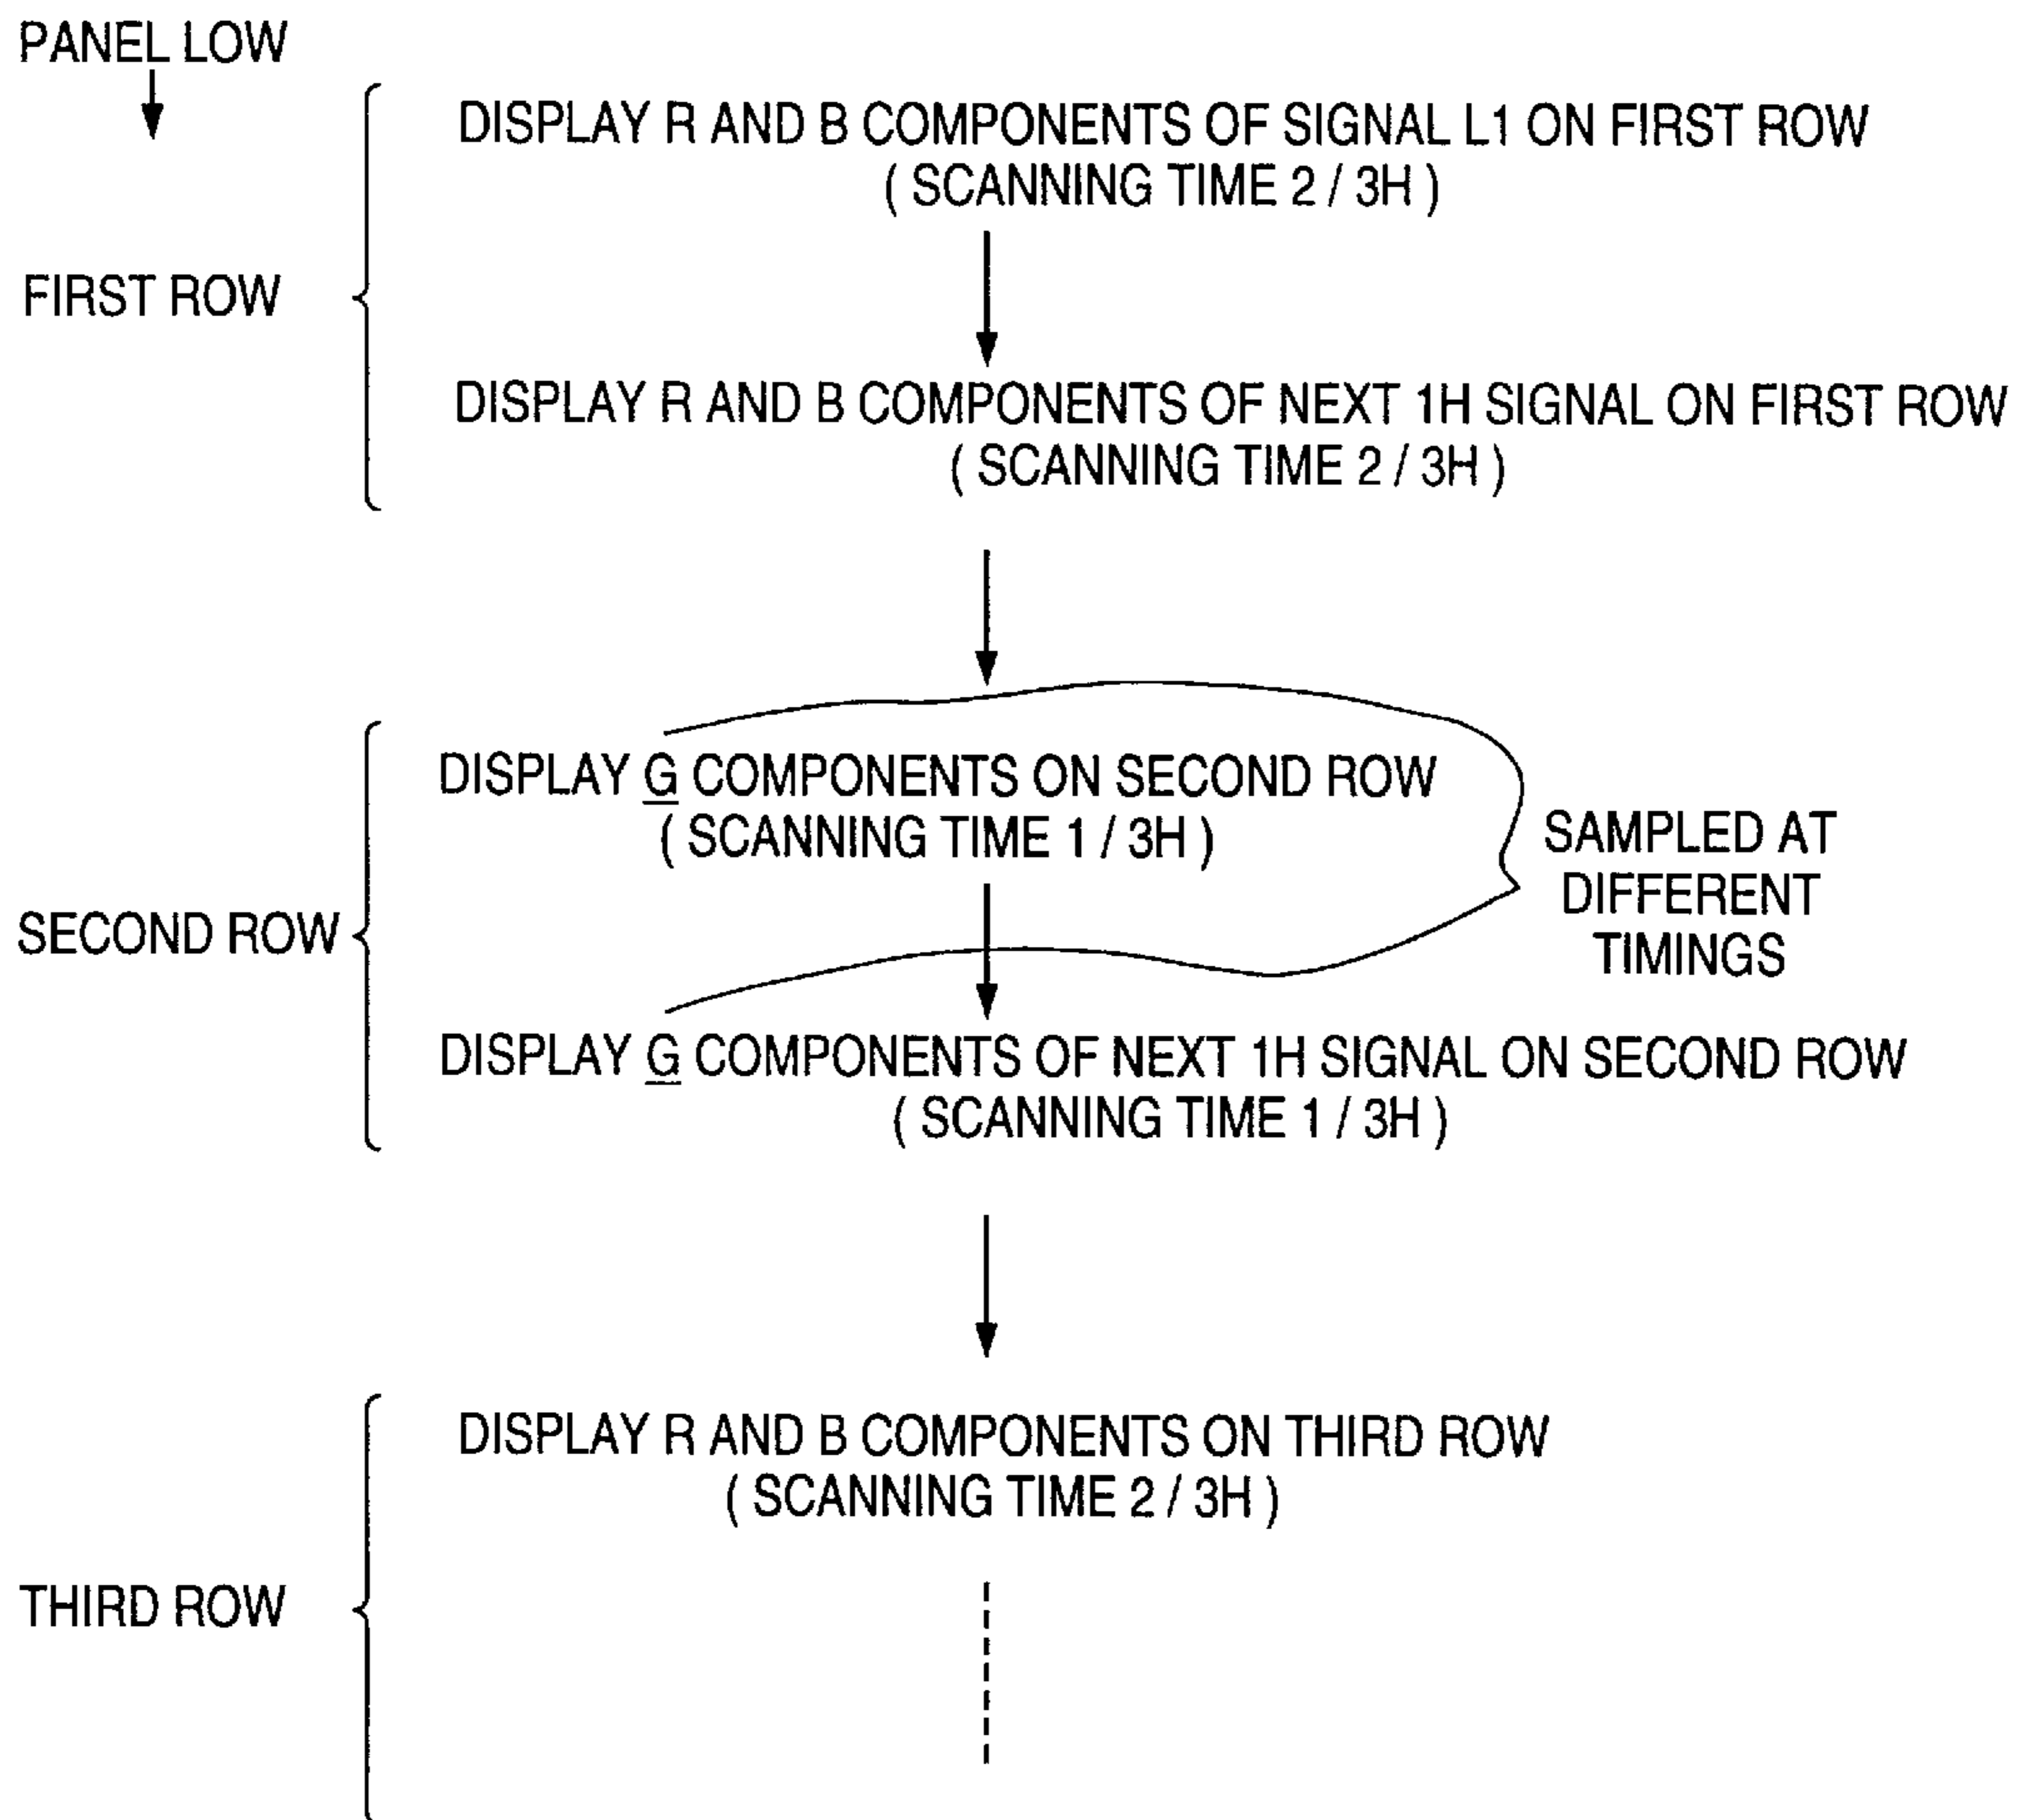 PANEL LOW
DISPLAY R AND B COMPONENTS OF SIGNAL L1 ON FIRST ROW
( SCANNING TIME 2 / 3H )
FIRST ROW
DISPLAY R AND B COMPONENTS OF NEXT 1H SIGNAL ON FIRST ROW
( SCANNING TIME 2 / 3H )
DISPLAY G COMPONENTS ON SECOND ROW
( SCANNING TIME 1 / 3H )
SAMPLED AT
DIFFERENT
TIMINGS
SECOND ROW
DISPLAY G COMPONENTS OF NEXT 1H SIGNAL ON SECOND ROW
( SCANNING TIME 1 / 3H )
DISPLAY R AND B COMPONENTS ON THIRD ROW
( SCANNING TIME 2 / 3H )
THIRD ROW